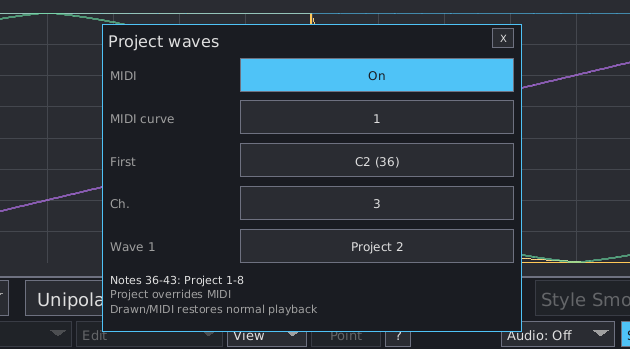 Project waves X
MIDI On
MIDI curve 1
First C2 (36)
Ch. 3
Wave 1 Project 2
Notes 36-43: Project 1-8
Project overrides MIDI
Drawn/MIDI restores normal playback
Unipola Style Smo
Edit View Point ? Audio: Off S